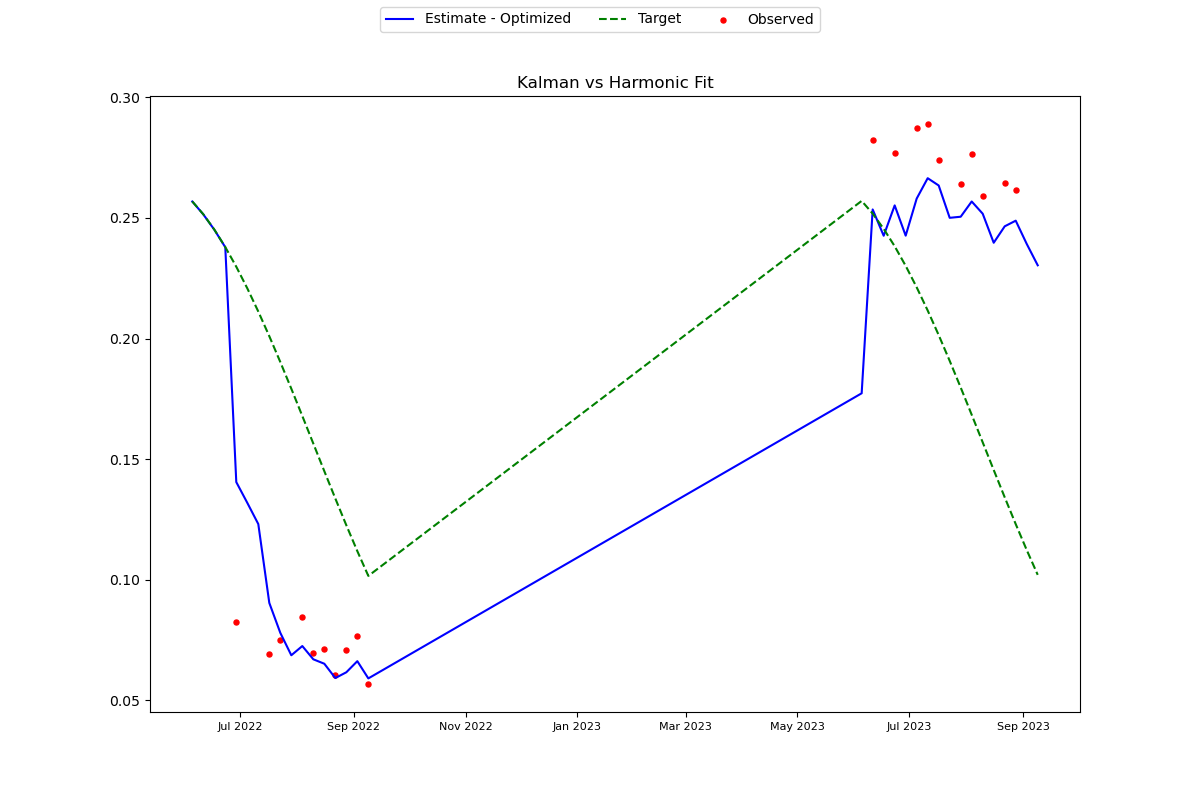 Estimate - Optimized Target Observed
Kalman vs Harmonic Fit
0.30
0.25
0.20
0.15
0.10
0.05
Jul 2022 Sep 2022 Nov 2022 Jan 2023 Mar 2023 May 2023 Jul 2023 Sep 2023